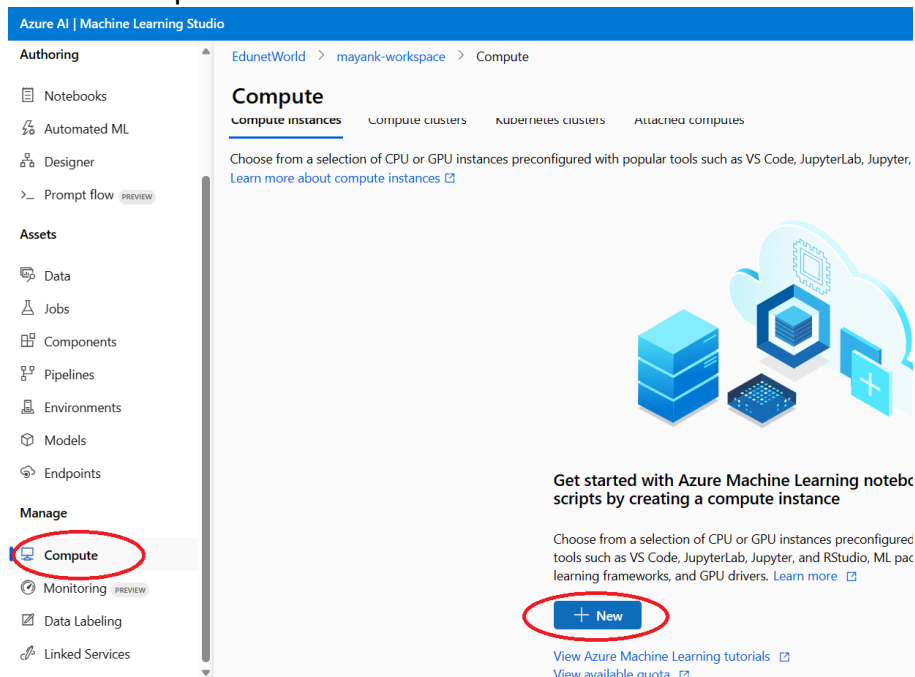 Azure AI | Machine Learning Studio
Authoring
Notebooks
Automated ML
Designer
Prompt flow PREVIEW
Assets
Data
Jobs
Components
Pipelines
Environments
Models
Endpoints
Manage
Compute
Monitoring PREVIEW
Data Labeling
Linked Services
EdunetWorld > mayank-workspace > Compute
Compute
Compute instances Compute clusters Kubernetes clusters Attached computes
Choose from a selection of CPU or GPU instances preconfigured with popular tools such as VS Code, JupyterLab, Jupyter,
Learn more about compute instances
Get started with Azure Machine Learning notebo
scripts by creating a compute instance
Choose from a selection of CPU or GPU instances preconfigured
tools such as VS Code, JupyterLab, Jupyter, and RStudio, ML pac
learning frameworks, and GPU drivers. Learn more
+ New
View Azure Machine Learning tutorials
View available quota